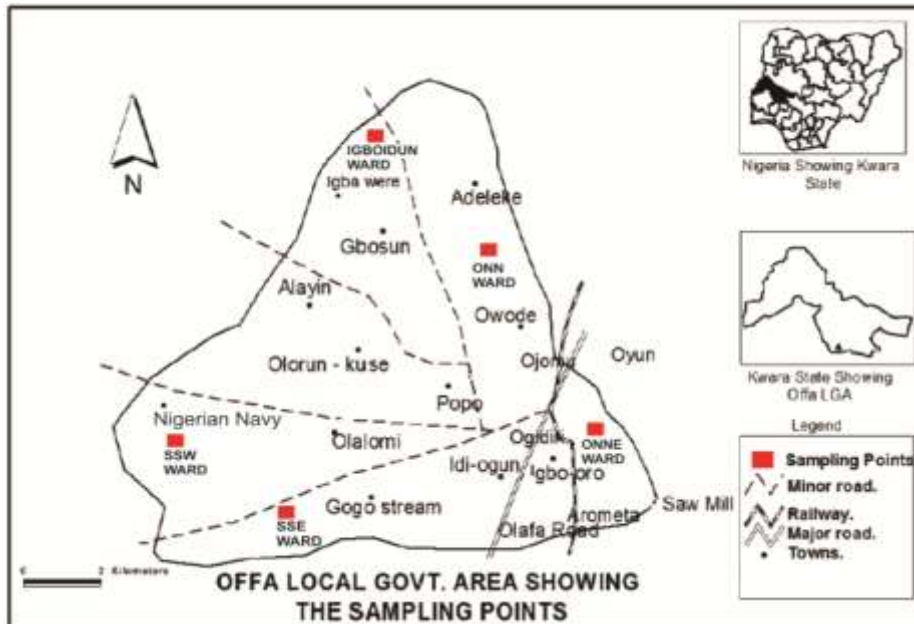 N
IGBOIDUN
WARD
Igba were
Adeleke
Gbosun
ONN
WARD
Alayin
Owode
Olorun - kuse
Oyun
Popo
Nigerian Navy
SSW
WARD
Olalomi
ONNE
WARD
Idi-ogun
Igbo-oro
SSE
WARD
Gogo stream
Saw Mill
Arometa
Olafa Road
0 2 Kilometers
OFFA LOCAL GOVT. AREA SHOWING
THE SAMPLING POINTS
Nigeria Showing Kwara
State
Kwara State Showing
Offa LGA
Legend
Sampling Points
Minor road.
Railway.
Major road.
Towns.